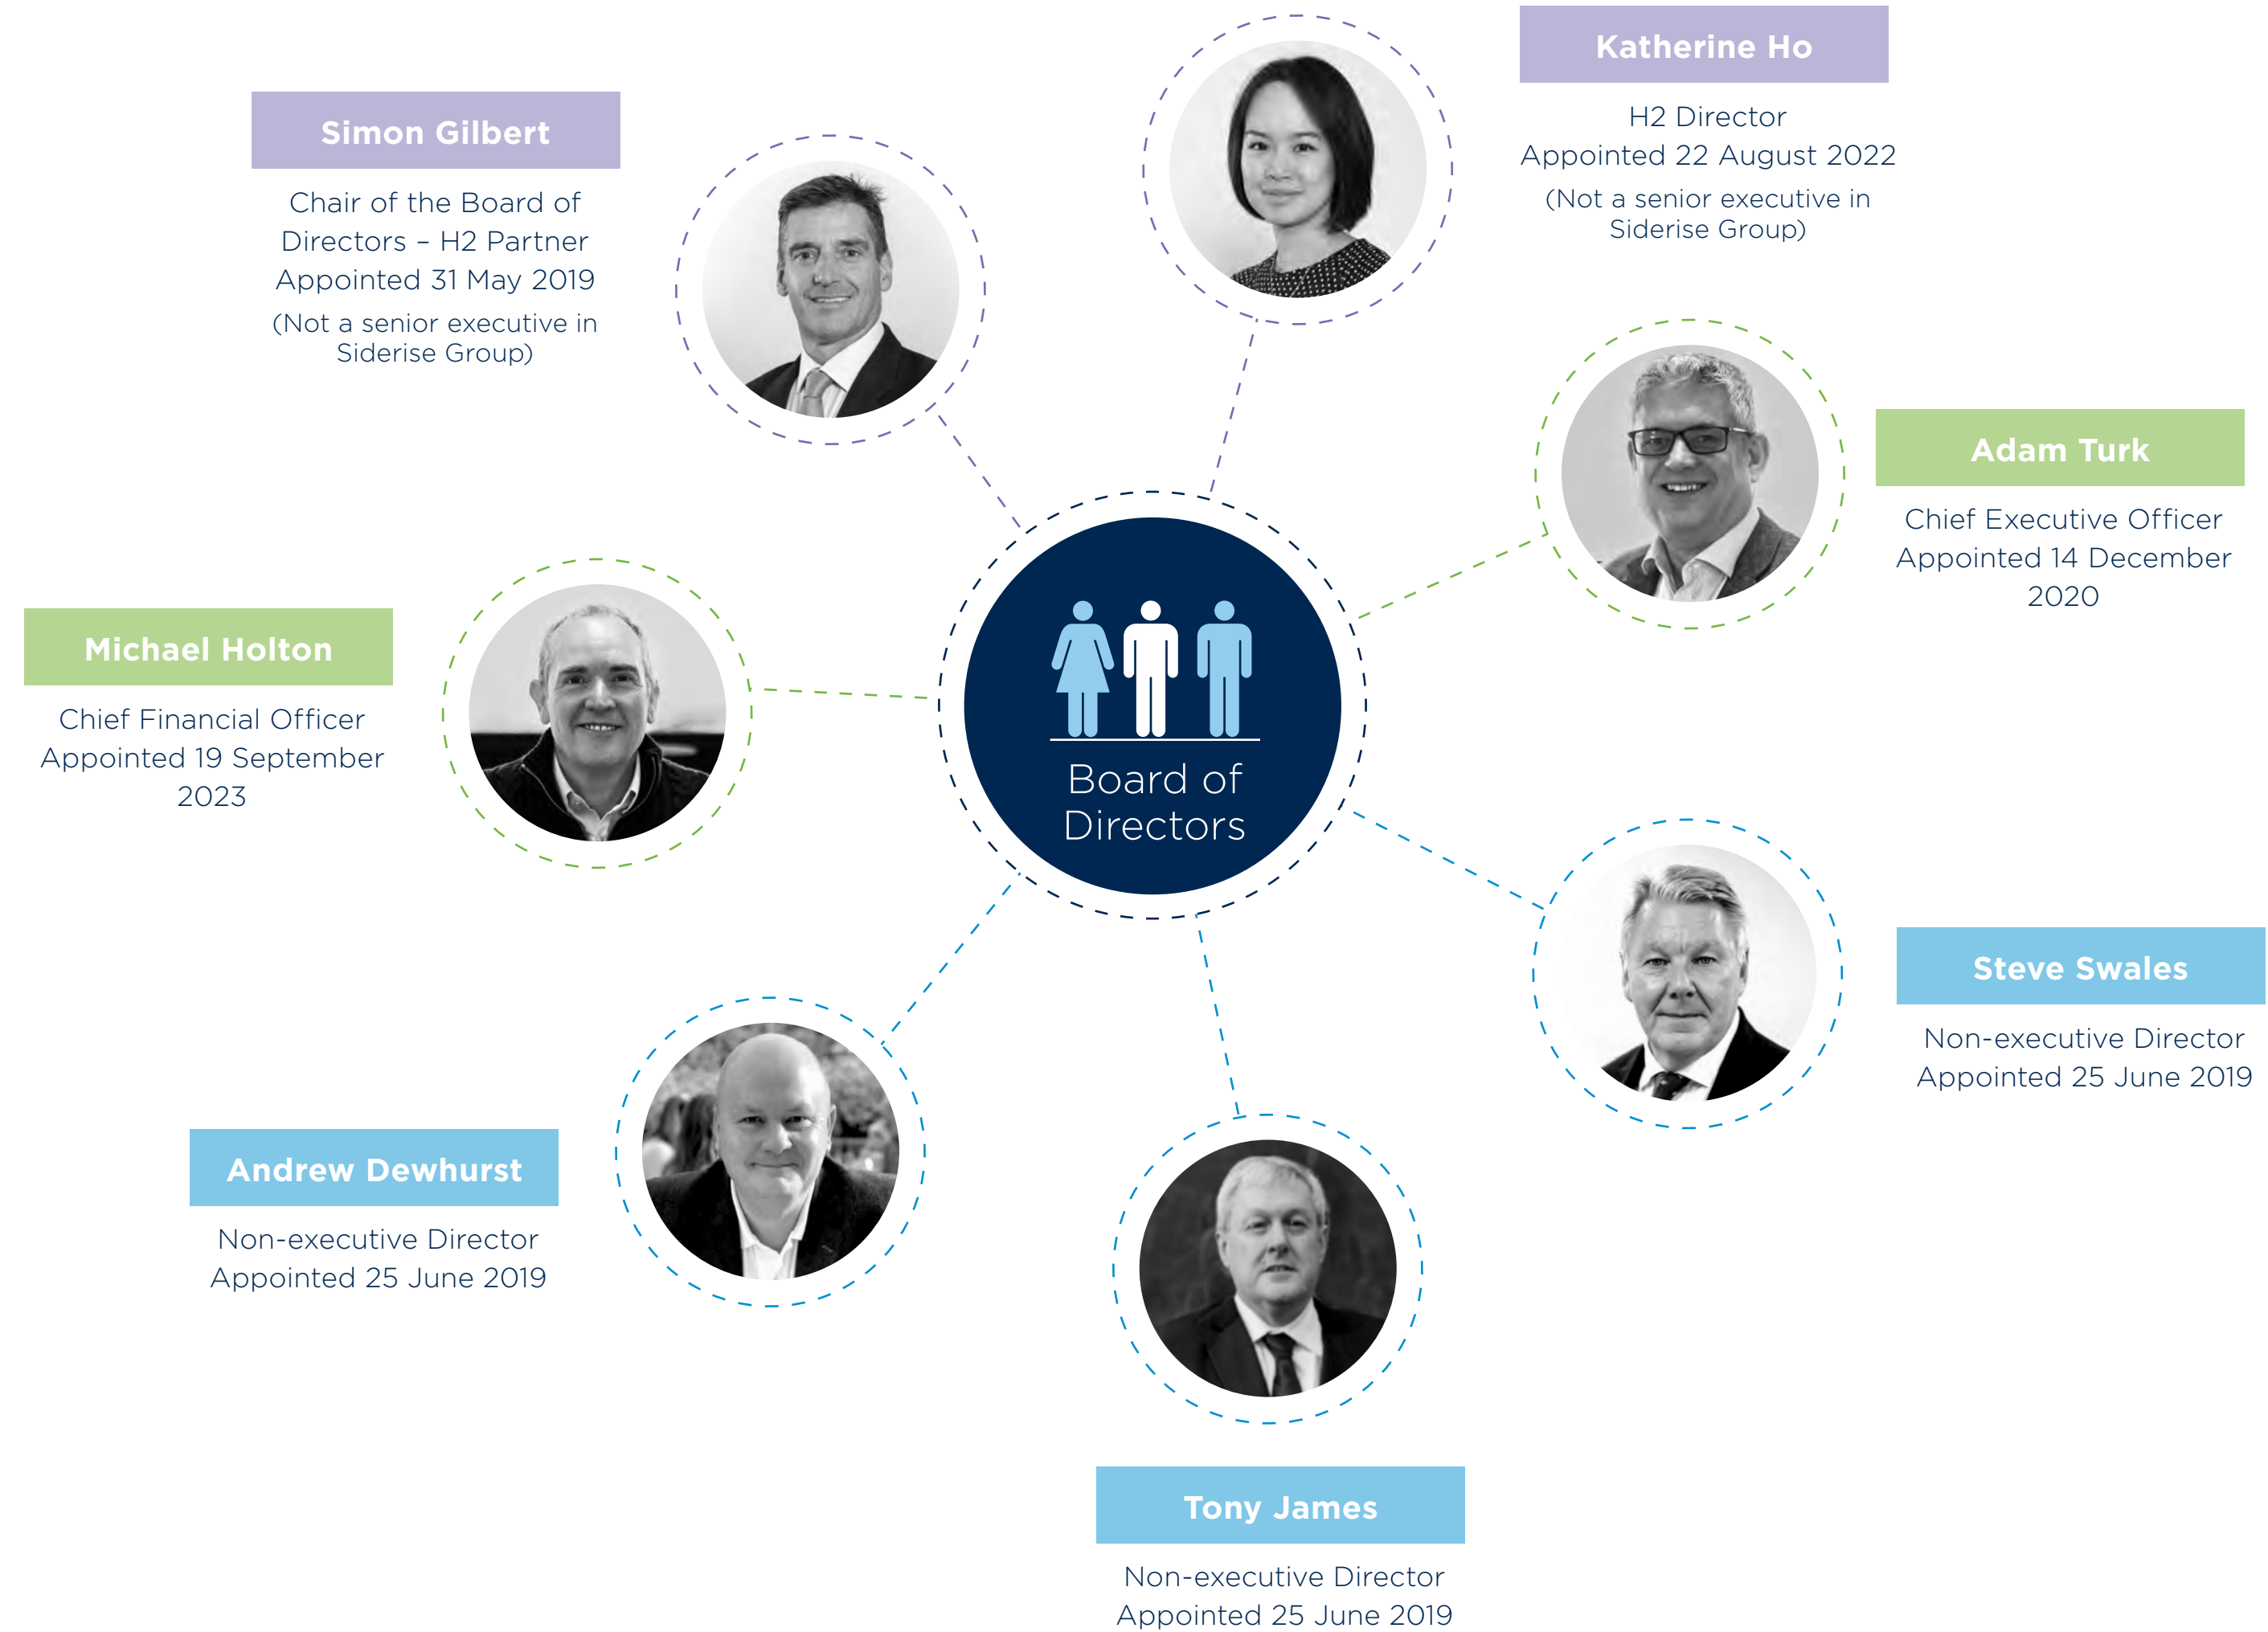 Katherine Ho
H2 Director
Appointed 22 August 2022
(Not a senior executive in
Siderise Group)
Simon Gilbert
Chair of the Board of
Directors – H2 Partner
Appointed 31 May 2019
(Not a senior executive in
Siderise Group)
Adam Turk
Chief Executive Officer
Appointed 14 December
2020
Michael Holton
Chief Financial Officer
Appointed 19 September
2023
Board of
Directors
Steve Swales
Non-executive Director
Appointed 25 June 2019
Andrew Dewhurst
Non-executive Director
Appointed 25 June 2019
Tony James
Non-executive Director
Appointed 25 June 2019